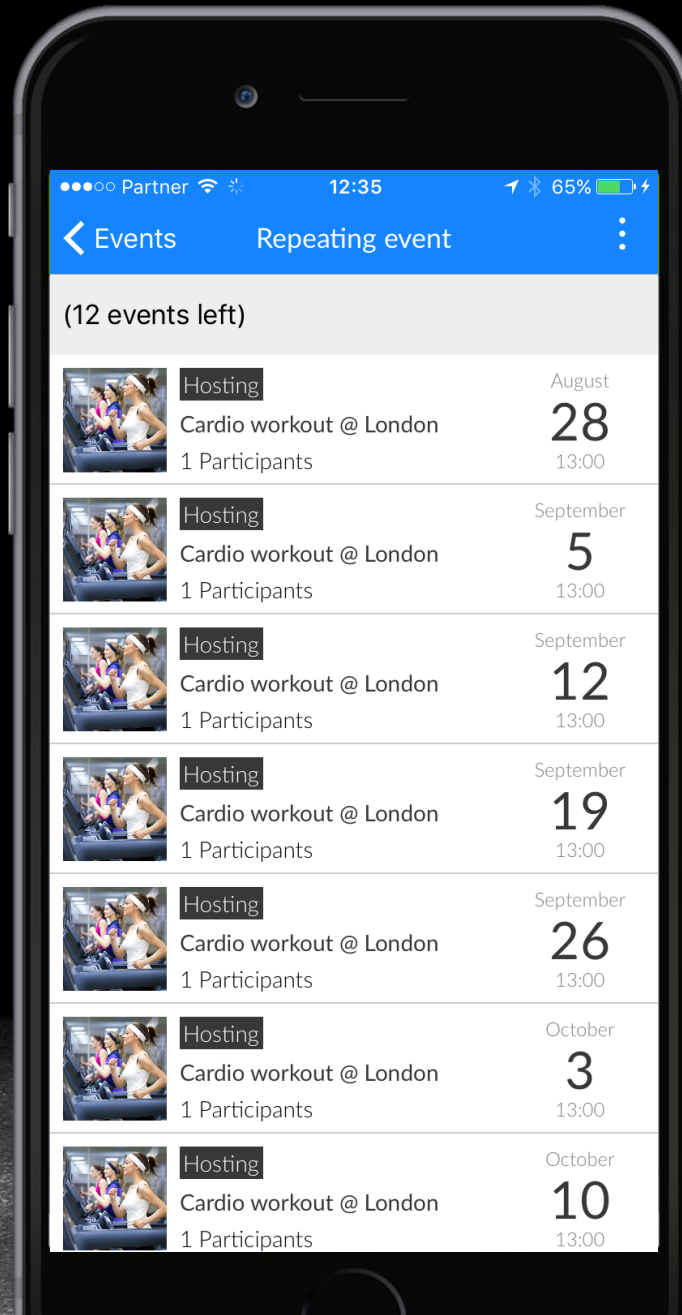 Partner 12:35 65%
Events Repeating event
(12 events left)
Hosting
Cardio workout @ London
1 Participants
August
28
13:00
Hosting
Cardio workout @ London
1 Participants
September
5
13:00
Hosting
Cardio workout @ London
1 Participants
September
12
13:00
Hosting
Cardio workout @ London
1 Participants
September
19
13:00
Hosting
Cardio workout @ London
1 Participants
September
26
13:00
Hosting
Cardio workout @ London
1 Participants
October
3
13:00
Hosting
Cardio workout @ London
1 Participants
October
10
13:00